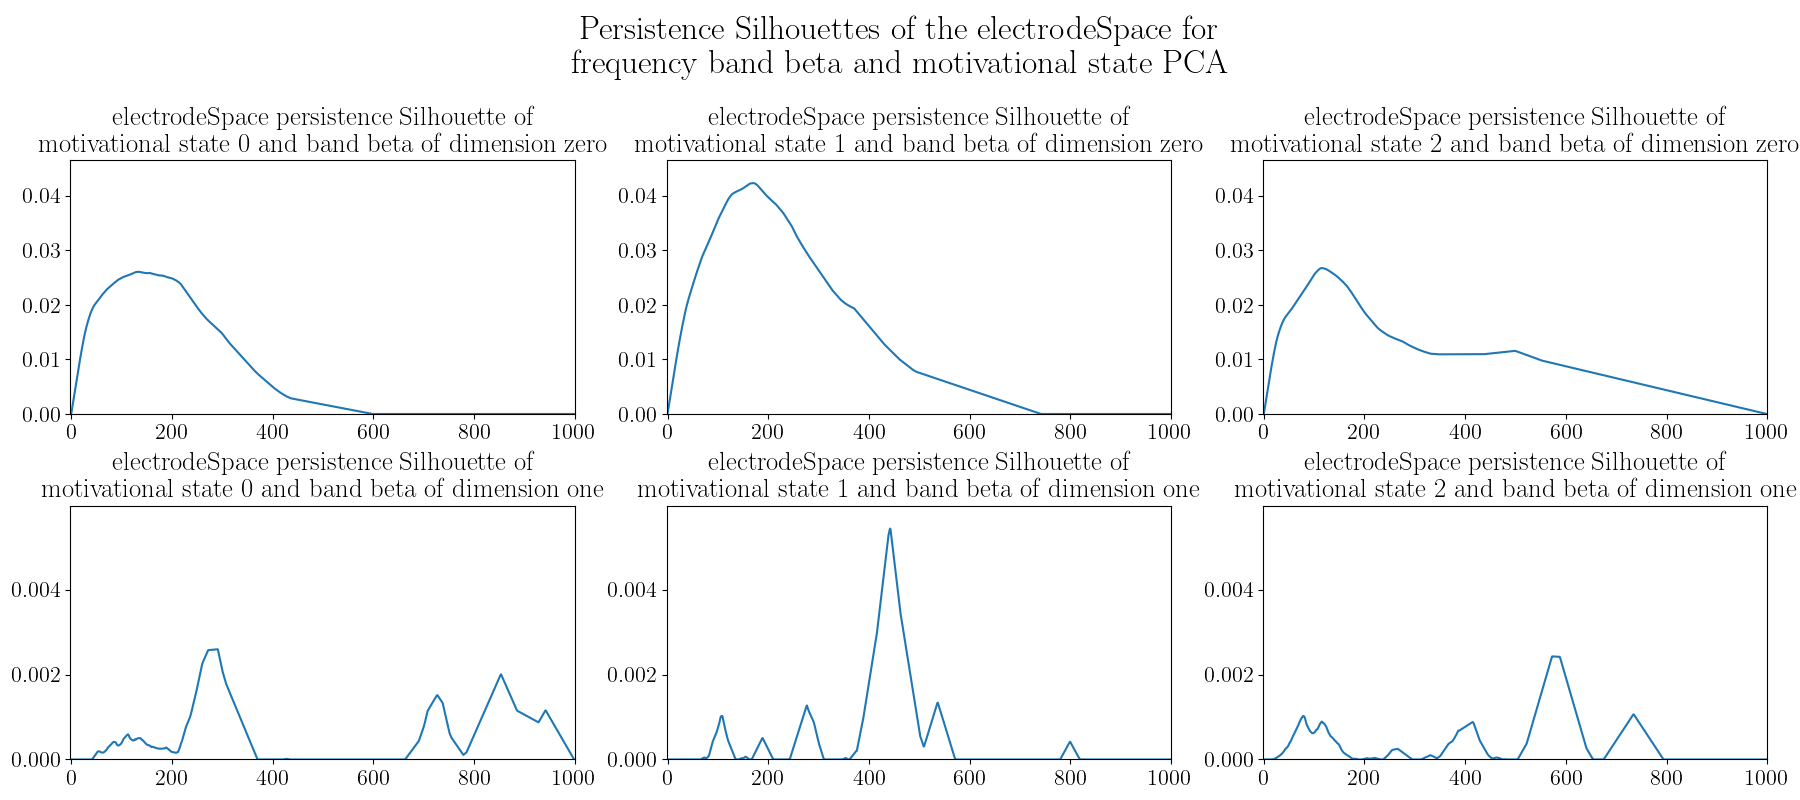 Persistence Silhouettes of the electrodeSpace for
frequency band beta and motivational state PCA
electrodeSpace persistence Silhouette of
motivational state 0 and band beta of dimension zero
0.04
0.03
0.02
0.01
0.00
0 200 400 600 800 1000
electrodeSpace persistence Silhouette of
motivational state 1 and band beta of dimension zero
0.04
0.03
0.02
0.01
0.00
0 200 400 600 800 1000
electrodeSpace persistence Silhouette of
motivational state 2 and band beta of dimension zero
0.04
0.03
0.02
0.01
0.00
0 200 400 600 800 1000
electrodeSpace persistence Silhouette of
motivational state 0 and band beta of dimension one
0.004
0.002
0.000
0 200 400 600 800 1000
electrodeSpace persistence Silhouette of
motivational state 1 and band beta of dimension one
0.004
0.002
0.000
0 200 400 600 800 1000
electrodeSpace persistence Silhouette of
motivational state 2 and band beta of dimension one
0.004
0.002
0.000
0 200 400 600 800 1000